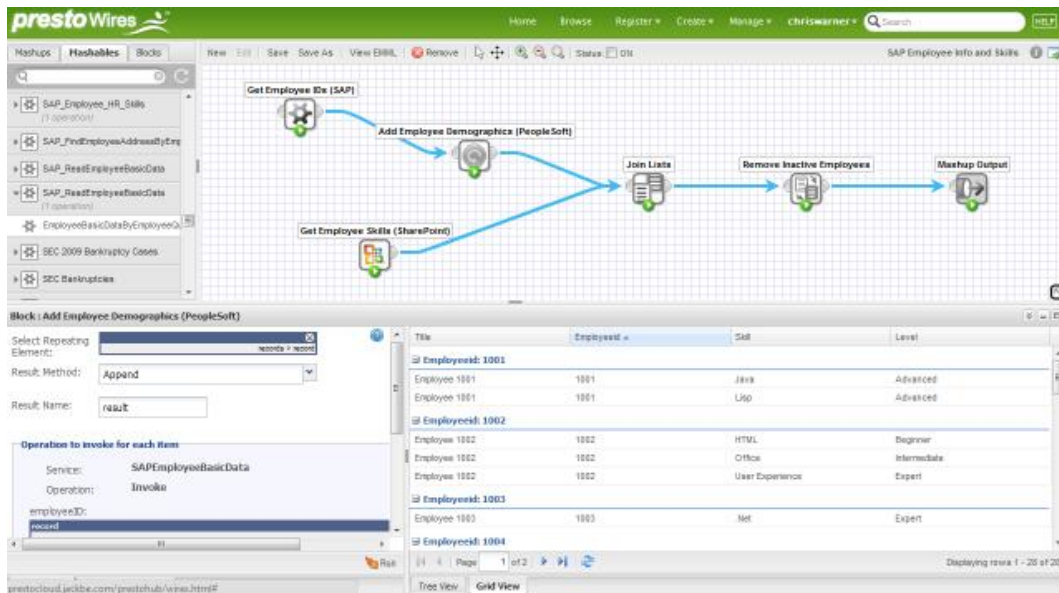 presto Wires
Home Browse Register Create Manage chriswarner Search HELP
Mashups Mashables Blocks
New Edit Save Save As View EMML Remove Status: ON SAP Employee Info and Skills
SAP_Employee_HR_Skills
(1 operation)
SAP_FindEmployeeAddressByEmp
SAP_ReadEmployeeBasicData
SAP_ReadEmployeeBasicData
(1 operation)
EmployeeBasicDataByEmployeeQu
SEC 2009 Bankruptcy Cases
SEC Bankruptcies
Get Employee IDs (SAP)
Add Employee Demographics (PeopleSoft)
Join Lists
Remove Inactive Employees
Mashup Output
Get Employee Skills (SharePoint)
Block : Add Employee Demographics (PeopleSoft)
Select Repeating
Element:
records > record
Result Method: Append
Result Name: result
Operation to invoke for each item
Service: SAPEmployeeBasicData
Operation: Invoke
employeeID:
record
Run
Title Employeeid Skill Level
Employeeid: 1001
Employee 1001 1001 Java Advanced
Employee 1001 1001 Lisp Advanced
Employeeid: 1002
Employee 1002 1002 HTML Beginner
Employee 1002 1002 Office Intermediate
Employee 1002 1002 User Experience Expert
Employeeid: 1003
Employee 1003 1003 .Net Expert
Employeeid: 1004
Page 1 of 2 Displaying rows 1 - 20 of 20
Tree View Grid View
prestocloud.jackbe.com/prestohub/wires.html#